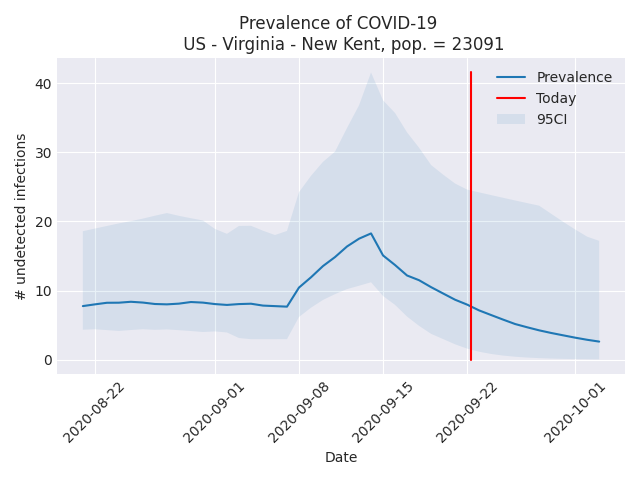 Prevalence of COVID-19
US - Virginia - New Kent, pop. = 23091
Prevalence
Today
95CI
# undetected infections
40
30
20
10
0
2020-08-22
2020-09-01
2020-09-08
2020-09-15
2020-09-22
2020-10-01
Date